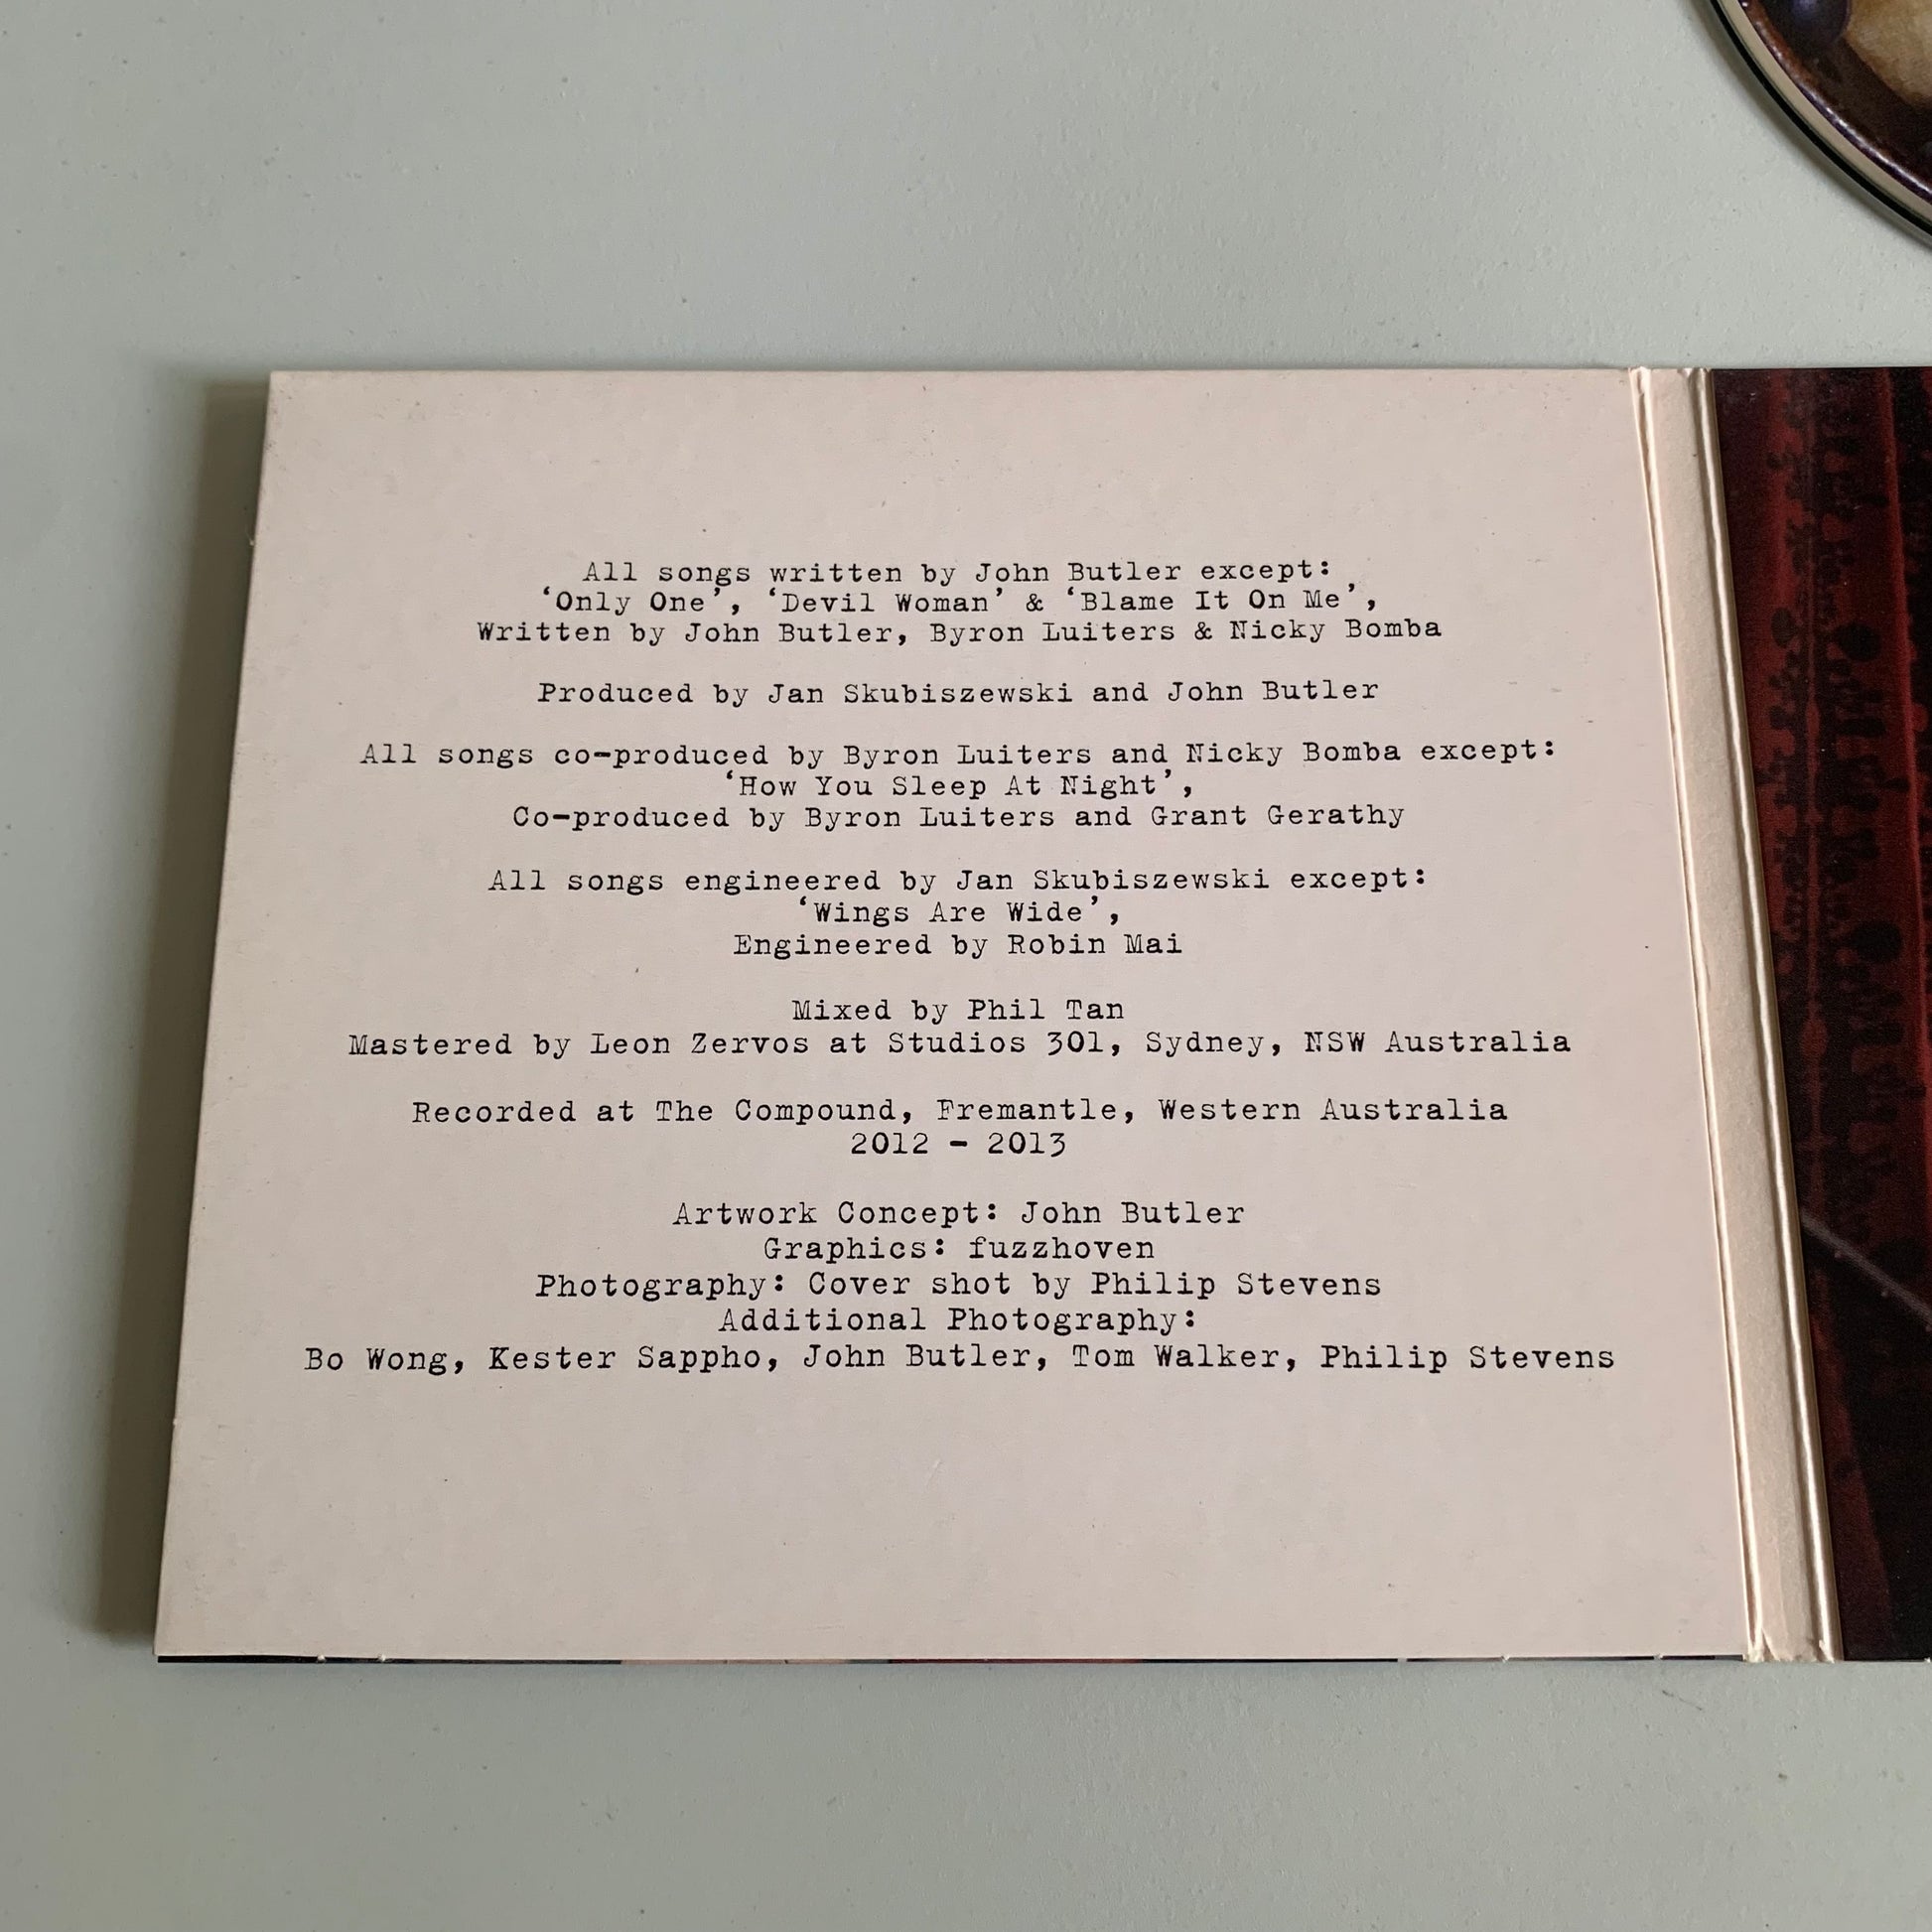 All songs written by John Butler except:
‘Only One’, ‘Devil Woman’ & ‘Blame It On Me’,
Written by John Butler, Byron Luiters & Nicky Bomba
Produced by Jan Skubiszewski and John Butler
All songs co-produced by Byron Luiters and Nicky Bomba except:
‘How You Sleep At Night’,
Co-produced by Byron Luiters and Grant Gerathy
All songs engineered by Jan Skubiszewski except:
‘Wings Are Wide’,
Engineered by Robin Mai
Mixed by Phil Tan
Mastered by Leon Zervos at Studios 301, Sydney, NSW Australia
Recorded at The Compound, Fremantle, Western Australia
2012 - 2013
Artwork Concept: John Butler
Graphics: fuzzhoven
Photography: Cover shot by Philip Stevens
Additional Photography:
Bo Wong, Kester Sappho, John Butler, Tom Walker, Philip Stevens